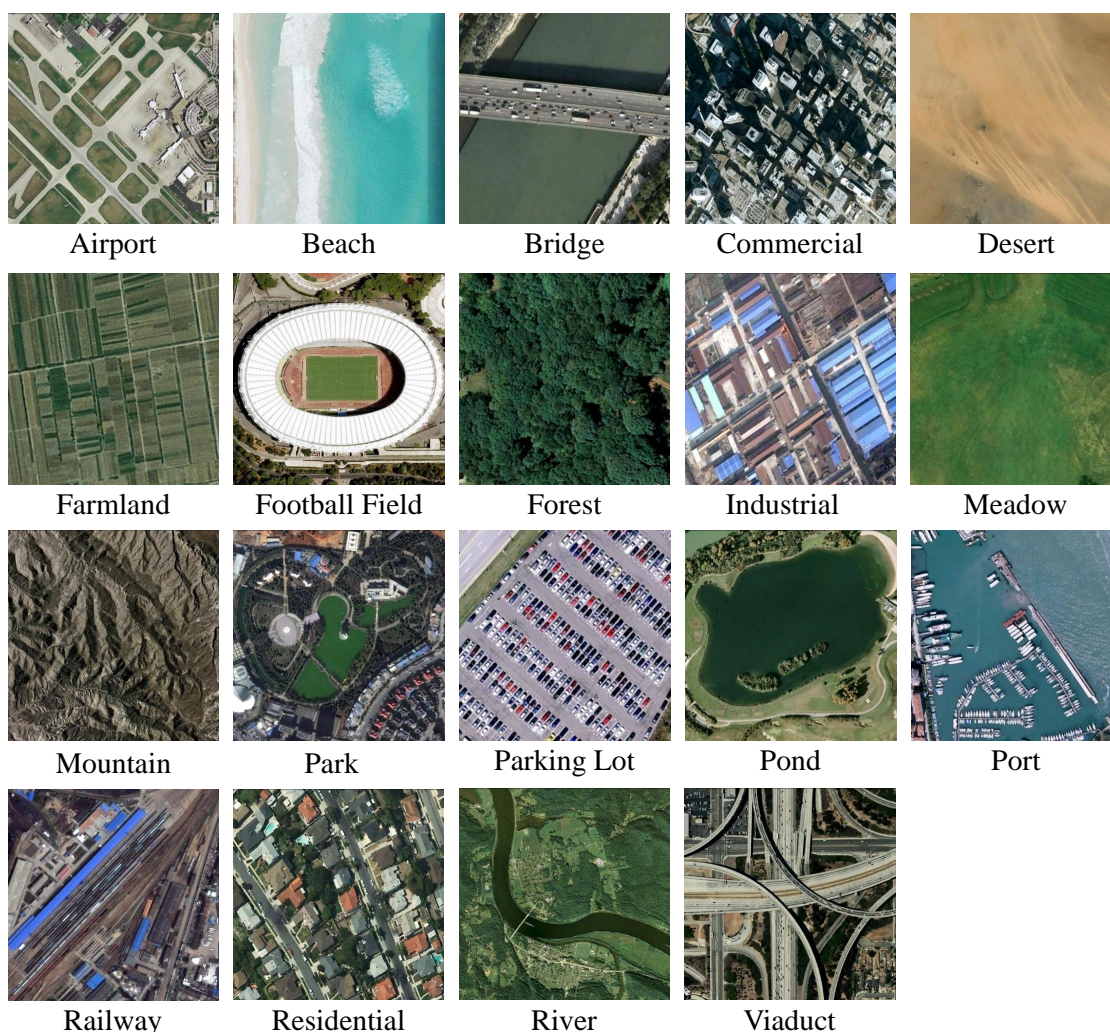 Airport Beach Bridge Commercial Desert
Farmland Football Field Forest Industrial Meadow
Mountain Park Parking Lot Pond Port
Railway Residential River Viaduct